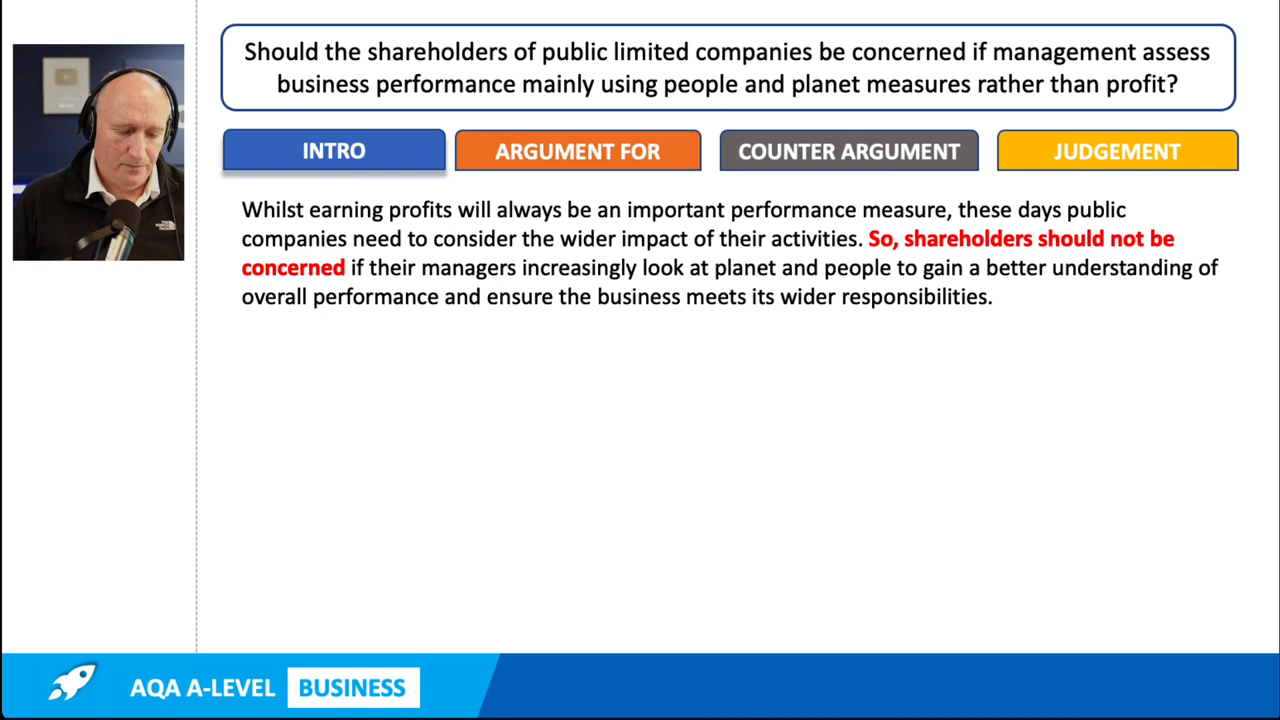 Should the shareholders of public limited companies be concerned if management assess
business performance mainly using people and planet measures rather than profit?
INTRO
ARGUMENT FOR
COUNTER ARGUMENT
JUDGEMENT
Whilst earning profits will always be an important performance measure, these days public
companies need to consider the wider impact of their activities. So, shareholders should not be
concerned if their managers increasingly look at planet and people to gain a better understanding of
overall performance and ensure the business meets its wider responsibilities.
AQA A-LEVEL BUSINESS